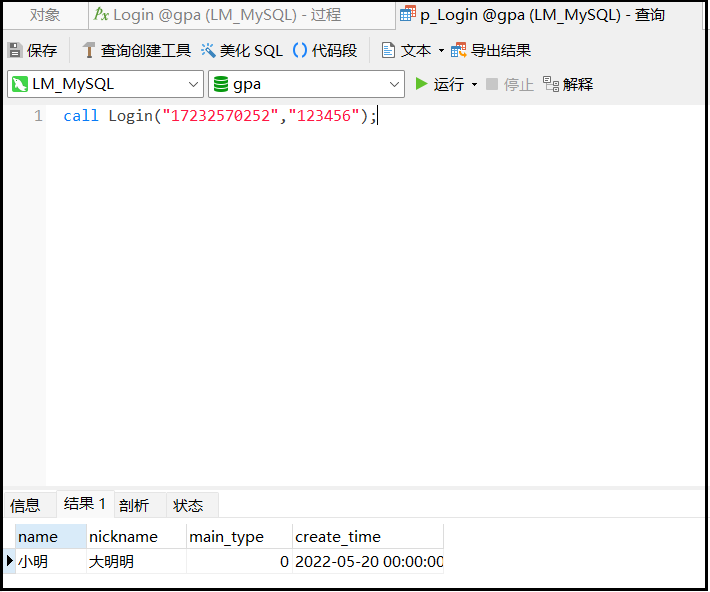 对象 Login @gpa (LM_MySQL) - 过程 p_Login @gpa (LM_MySQL) - 查询
保存 查询创建工具 美化 SQL () 代码段 文本 导出结果
LM_MySQL gpa 运行 停止 解释
1 call Login("17232570252","123456");
信息 结果 1 剖析 状态
name nickname main_type create_time
小明 大明明 0 2022-05-20 00:00:00